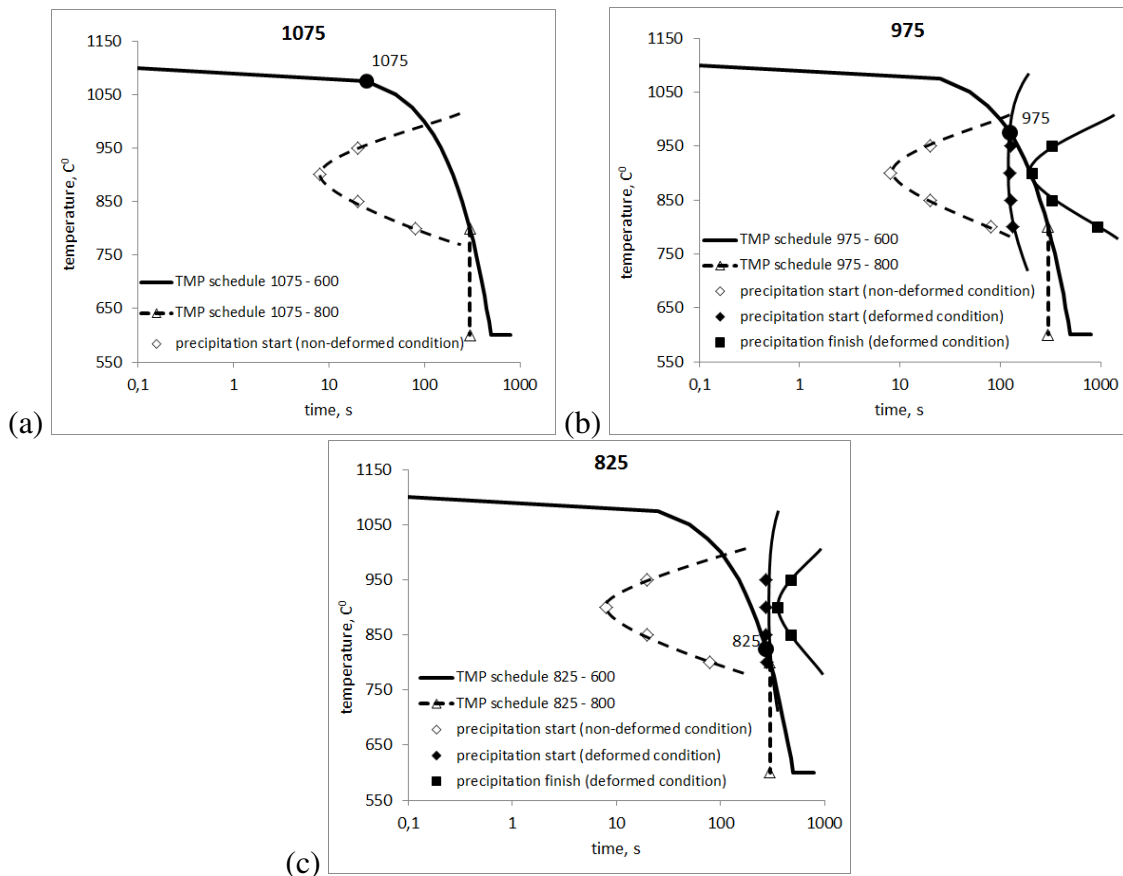 1075
1150
1050
950
850
750
650
550
temperature, C⁰
1075
TMP schedule 1075 - 600
TMP schedule 1075 - 800
precipitation start (non-deformed condition)
0,1 1 10 100 1000
time, s
(a)
975
1150
1050
950
850
750
650
550
temperature, C⁰
975
TMP schedule 975 - 600
TMP schedule 975 - 800
precipitation start (non-deformed condition)
precipitation start (deformed condition)
precipitation finish (deformed condition)
0,1 1 10 100 1000
time, s
(b)
825
1150
1050
950
850
750
650
550
temperature, C⁰
825
TMP schedule 825 - 600
TMP schedule 825 - 800
precipitation start (non-deformed condition)
precipitation start (deformed condition)
precipitation finish (deformed condition)
0,1 1 10 100 1000
time, s
(c)